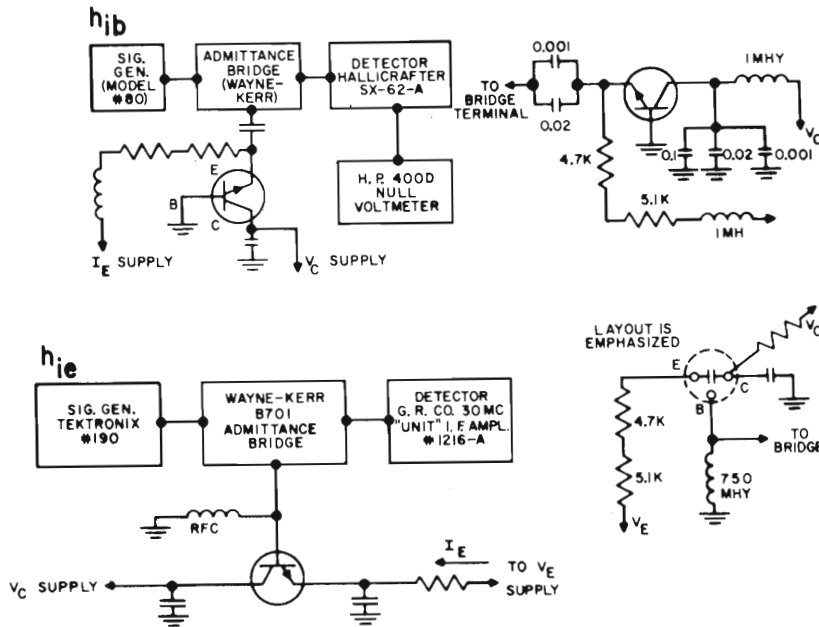 hib
SIG.
GEN.
(MODEL
#80)
ADMITTANCE
BRIDGE
(WAYNE-
KERR)
DETECTOR
HALLICRAFTER
SX-62-A
H.P. 400D
NULL
VOLTMETER
E
B
C
IE SUPPLY
VC SUPPLY
0.001
TO
BRIDGE
TERMINAL
0.02
1MHY
VC
0.1
0.02
0.001
4.7K
5.1K
1MH
hie
SIG. GEN.
TEKTRONIX
#190
WAYNE-KERR
B701
ADMITTANCE
BRIDGE
DETECTOR
G. R. CO. 30 MC
"UNIT" I. F. AMPL.
#1216-A
RFC
VC SUPPLY
IE
TO VE
SUPPLY
LAYOUT IS
EMPHASIZED
VC
E
C
B
4.7K
5.1K
VE
TO
BRIDGE
750
MHY